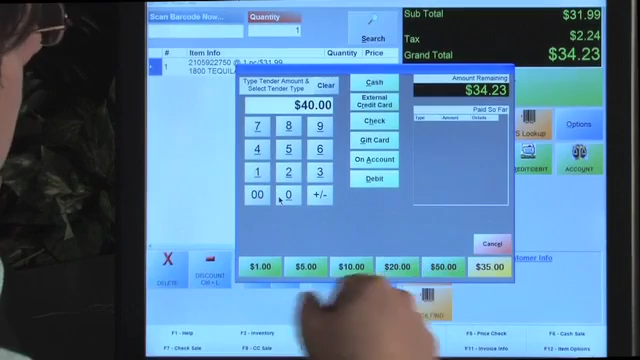 Scan Barcode Now...
Quantity
1
Search
Sub Total $31.99
Tax $2.24
Grand Total $34.23
# Item Info Quantity Price
1 2105922750 @ 1 pc/$31.99
1800 TEQUILA
Type Tender Amount &
Select Tender Type
Clear
$40.00
7 8 9
4 5 6
1 2 3
00 0 +/-
Cash
External
Credit Card
Check
Gift Card
On Account
Debit
Amount Remaining
$34.23
Paid So Far
Type Amount Details
Cancel
$1.00 $5.00 $10.00 $20.00 $50.00 $35.00
S Lookup
Options
CREDIT/DEBIT
ACCOUNT
DELETE
DISCOUNT
Ctrl + L
FIND
F1 - Help
F2 - Inventory
F5 - Price Check
F6 - Cash Sale
F7 - Check Sale
F8 - CC Sale
F11 - Invoice Info
F12 - Item Options